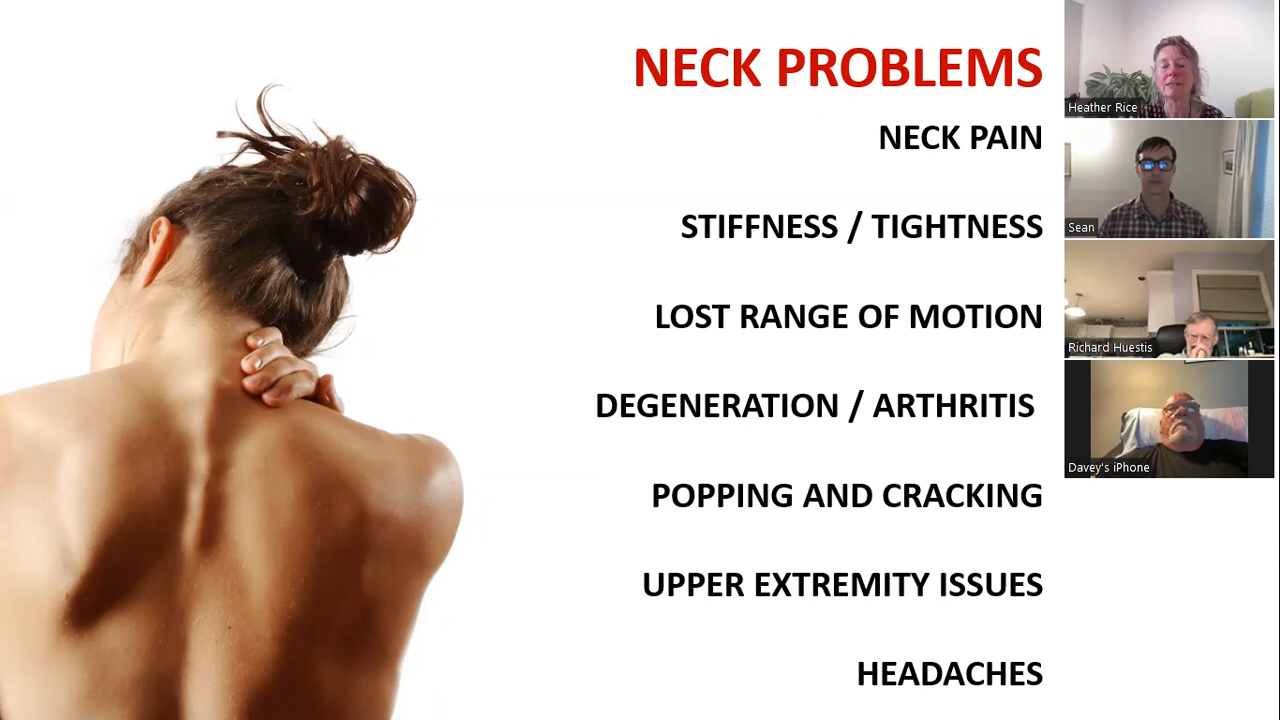 NECK PROBLEMS
NECK PAIN
STIFFNESS / TIGHTNESS
LOST RANGE OF MOTION
DEGENERATION / ARTHRITIS
POPPING AND CRACKING
UPPER EXTREMITY ISSUES
HEADACHES
Heather Rice
Sean
Richard Huestis
Davey's iPhone